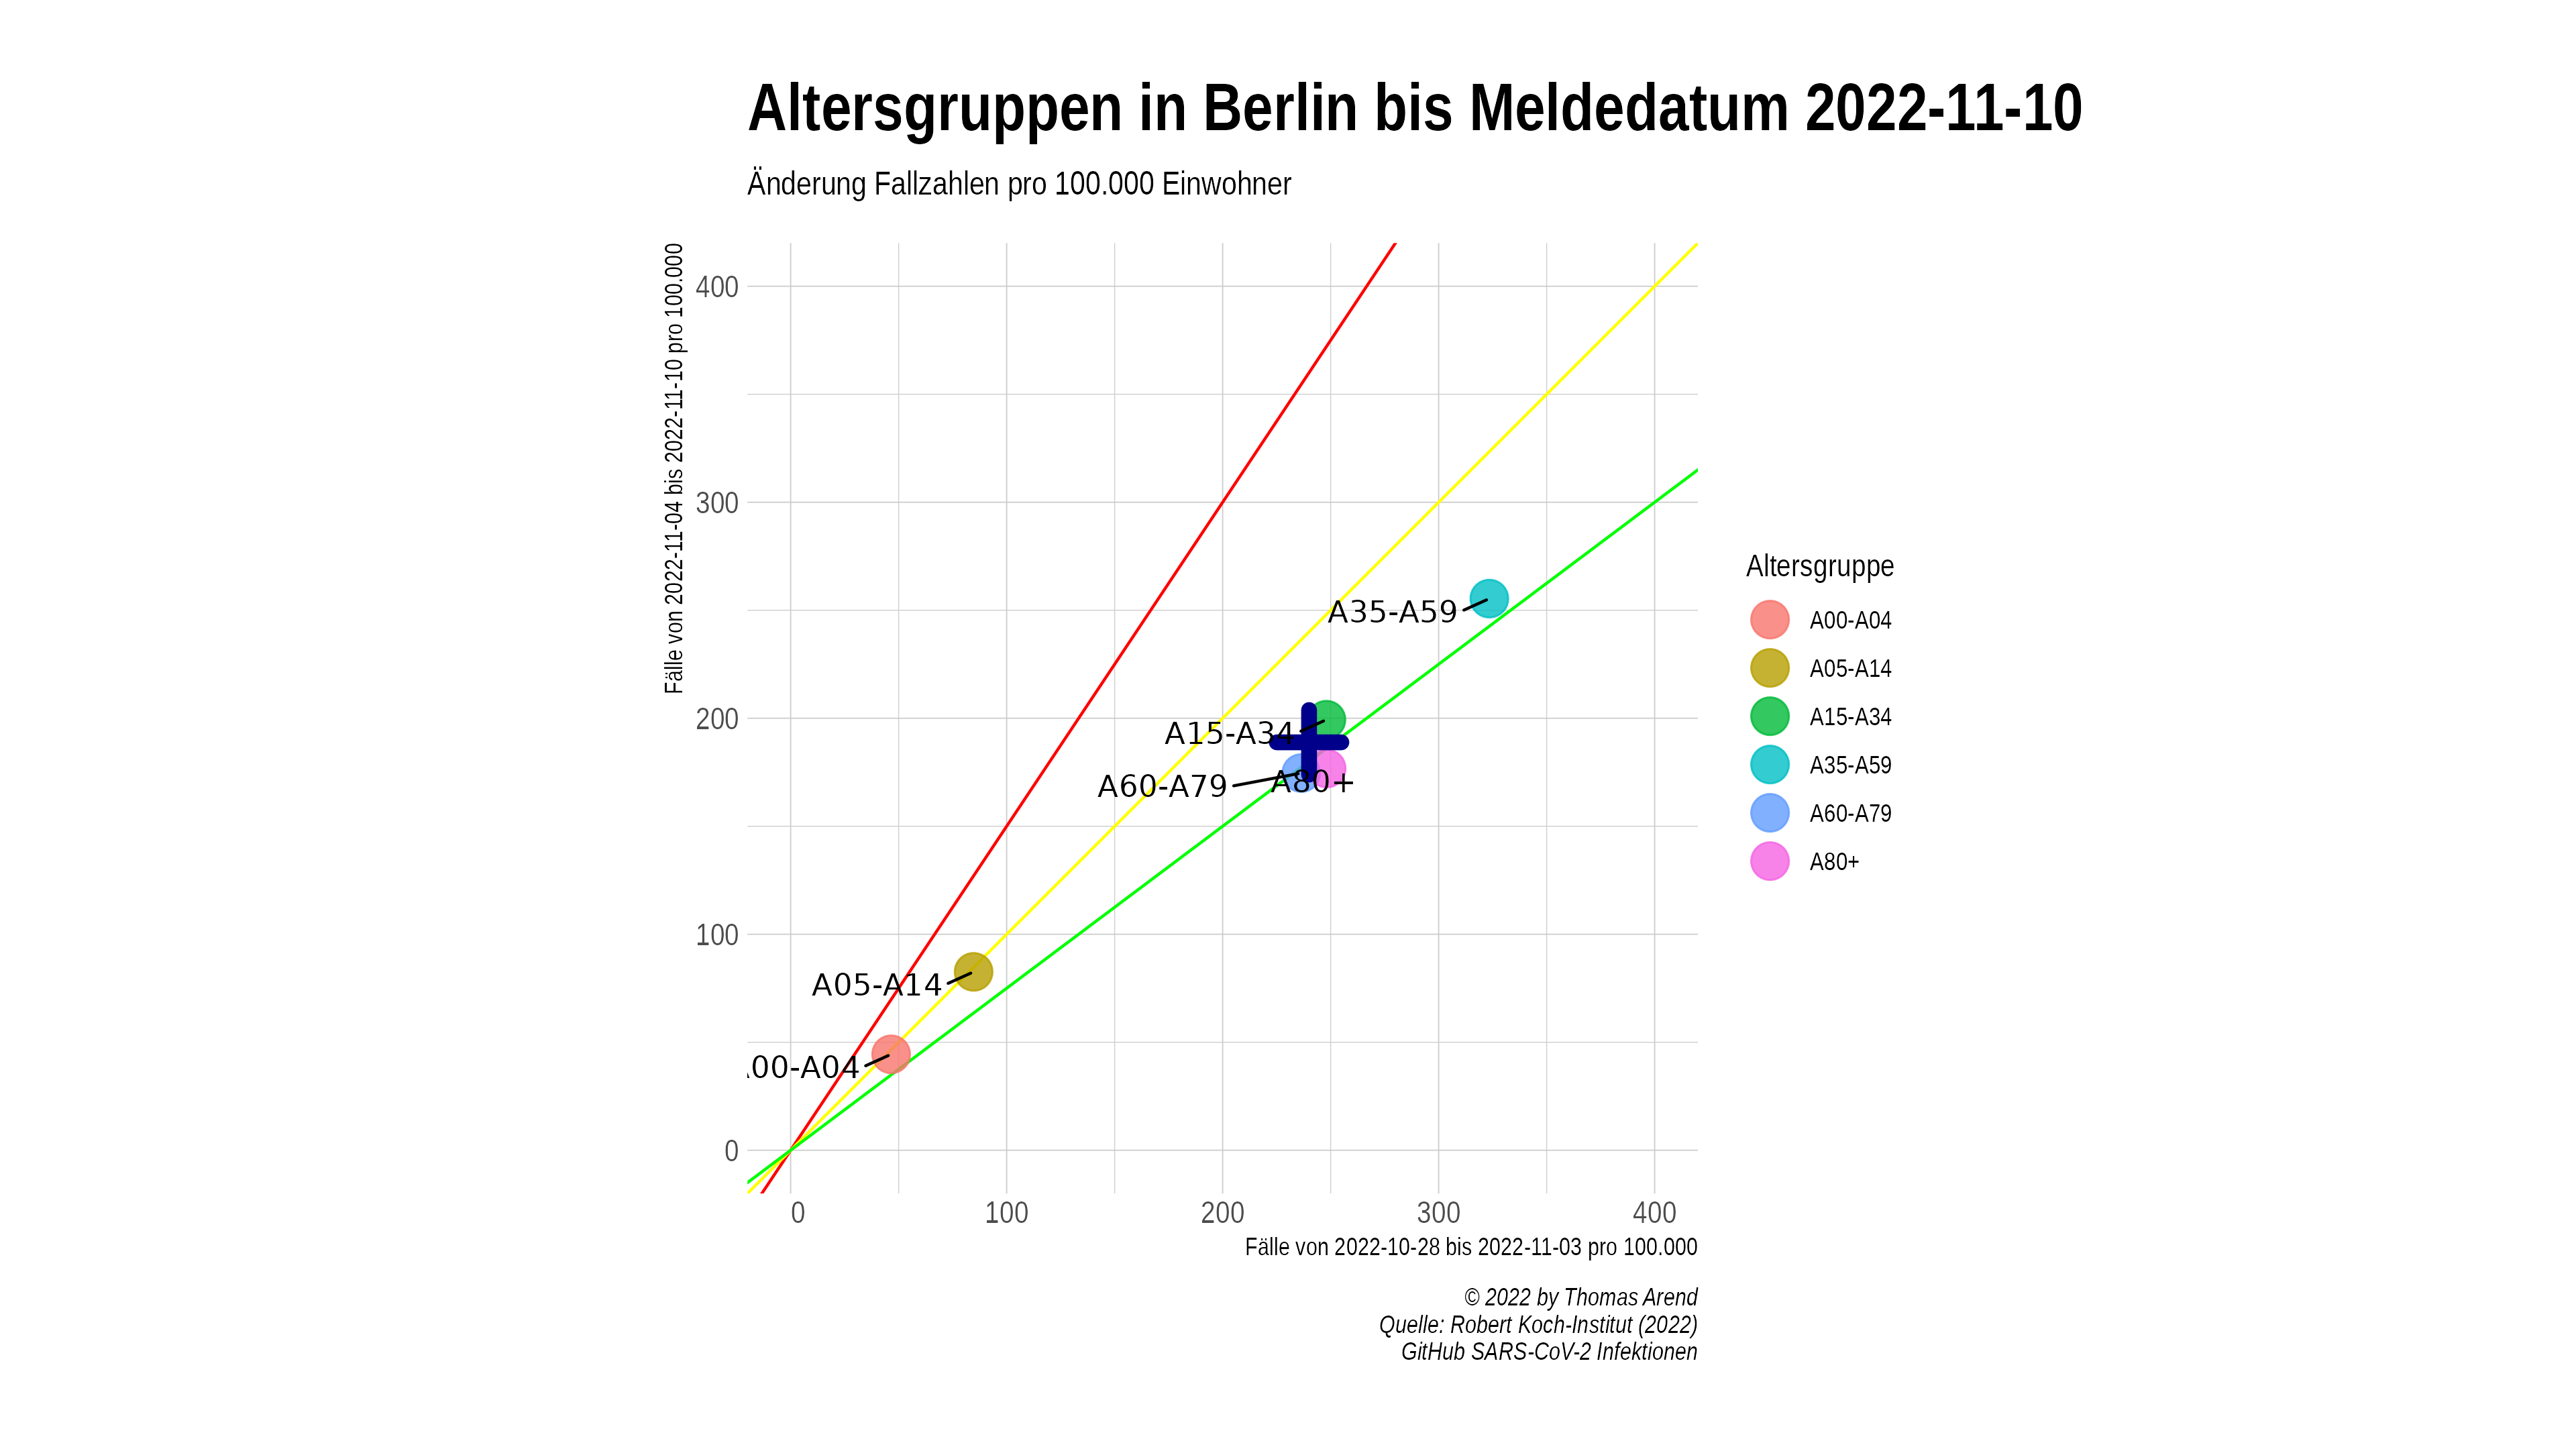 Altersgruppen in Berlin bis Meldedatum 2022-11-10
Änderung Fallzahlen pro 100.000 Einwohner
Fälle von 2022-11-04 bis 2022-11-10 pro 100.000
400
300
200
100
0
A35-A59
A15-A34
A60-A79
A80+
A05-A14
00-A04
0
100
200
300
400
Fälle von 2022-10-28 bis 2022-11-03 pro 100.000
Altersgruppe
A00-A04
A05-A14
A15-A34
A35-A59
A60-A79
A80+
© 2022 by Thomas Arend
Quelle: Robert Koch-Institut (2022)
GitHub SARS-CoV-2 Infektionen